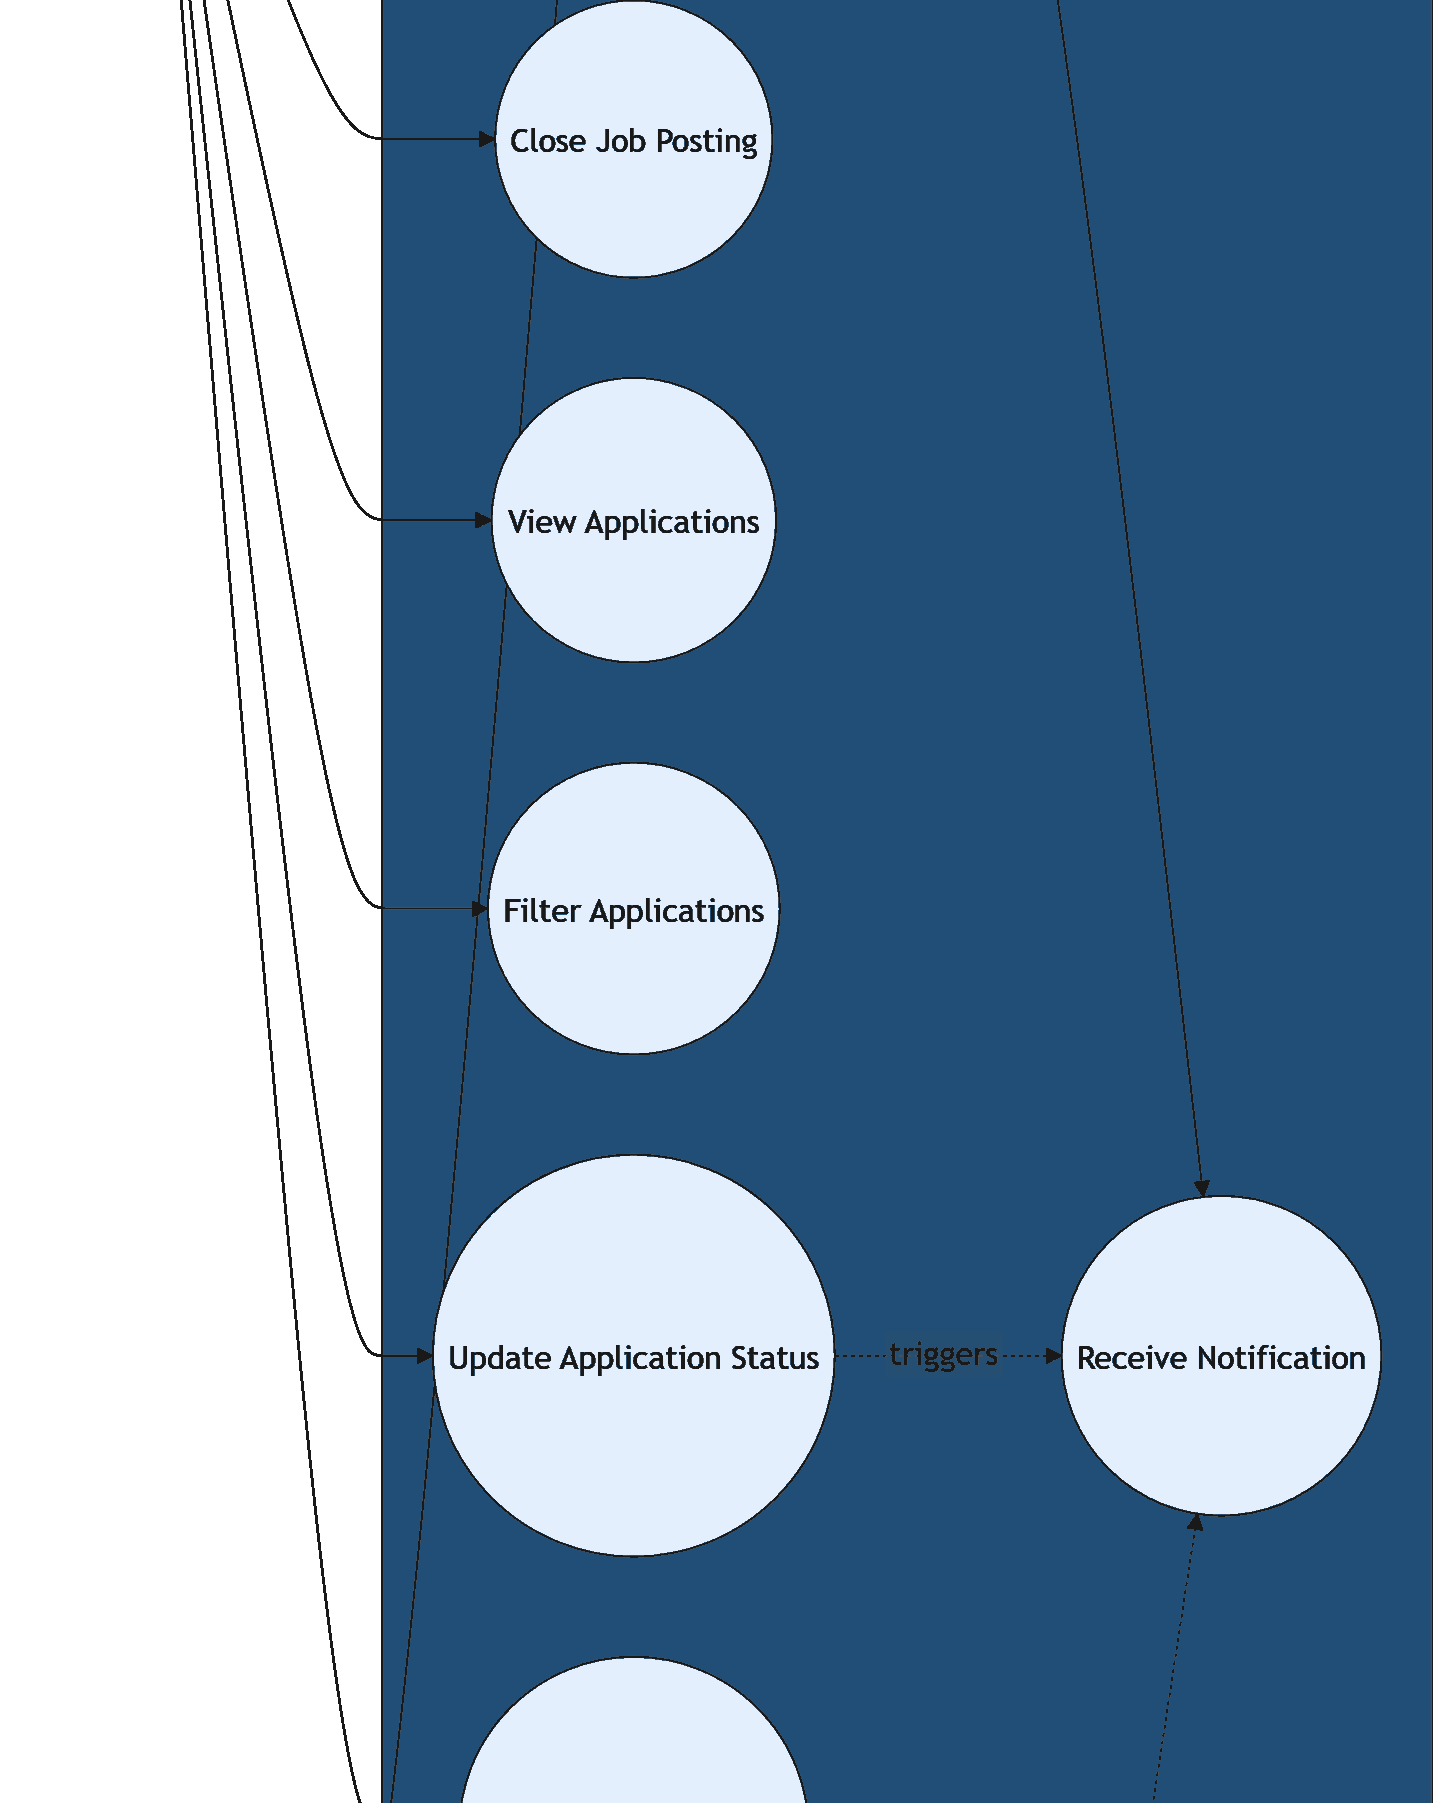 Close Job Posting
View Applications
Filter Applications
Update Application Status
triggers
Receive Notification